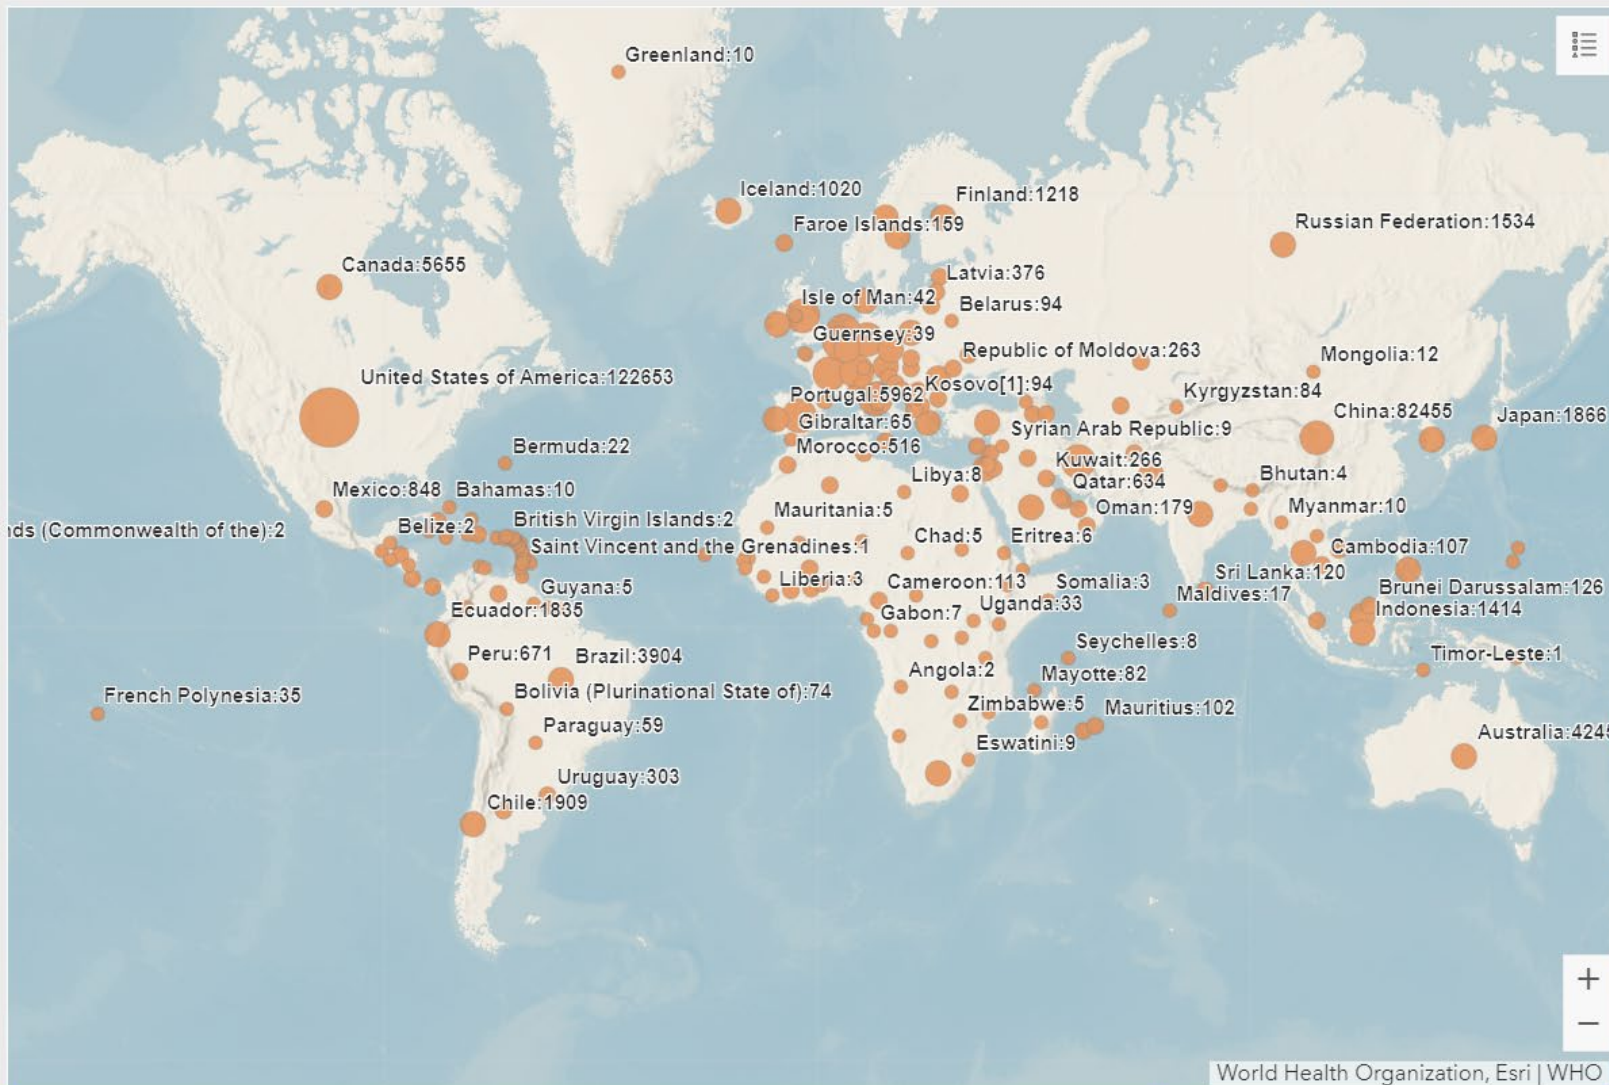 Greenland:10
Iceland:1020
Finland:1218
Faroe Islands:159
Russian Federation:1534
Canada:5655
Latvia:376
Isle of Man:42
Belarus:94
Guernsey:39
Republic of Moldova:263
Mongolia:12
United States of America:122653
Kosovo[1]:94
Kyrgyzstan:84
Portugal:5962
China:82455
Japan:1866
Gibraltar:65
Syrian Arab Republic:9
Bermuda:22
Morocco:516
Kuwait:266
Libya:8
Bhutan:4
Qatar:634
Mexico:848
Bahamas:10
Mauritania:5
Oman:179
Myanmar:10
nds (Commonwealth of the):2
Belize:2
British Virgin Islands:2
Chad:5
Eritrea:6
Saint Vincent and the Grenadines:1
Cambodia:107
Sri Lanka:120
Liberia:3
Cameroon:113
Somalia:3
Guyana:5
Brunei Darussalam:126
Maldives:17
Uganda:33
Ecuador:1835
Gabon:7
Indonesia:1414
Seychelles:8
Peru:671
Brazil:3904
Timor-Leste:1
Angola:2
Mayotte:82
French Polynesia:35
Bolivia (Plurinational State of):74
Zimbabwe:5
Mauritius:102
Paraguay:59
Australia:4245
Eswatini:9
Uruguay:303
Chile:1909
+
−
World Health Organization, Esri | WHO